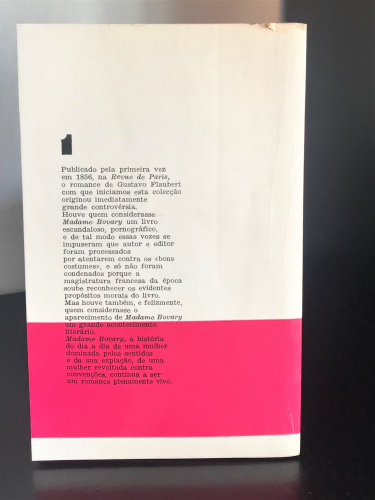 1
Publicado pela primeira vez
em 1856, na Revue de Paris,
o romance de Gustavo Flaubert
com que iniciamos esta colecção
originou imediatamente
grande controvérsia.
Houve quem considerasse
Madame Bovary um livro
escandaloso, pornográfico,
e de tal modo essas vozes se
impuseram que autor e editor
foram processados
por atentarem contra os «bons
costumes», e só não foram
condenados porque a
magistratura francesa da época
soube reconhecer os evidentes
propósitos morais do livro.
Mas houve também, e felizmente,
quem considerasse o
aparecimento de Madame Bovary
um grande acontecimento
literário.
Madame Bovary, a história
do dia a dia de uma mulher
dominada pelos sentidos
e da sua expiação, de uma
mulher revoltada contra
convenções, continua a ser
um romance plenamente vivo.